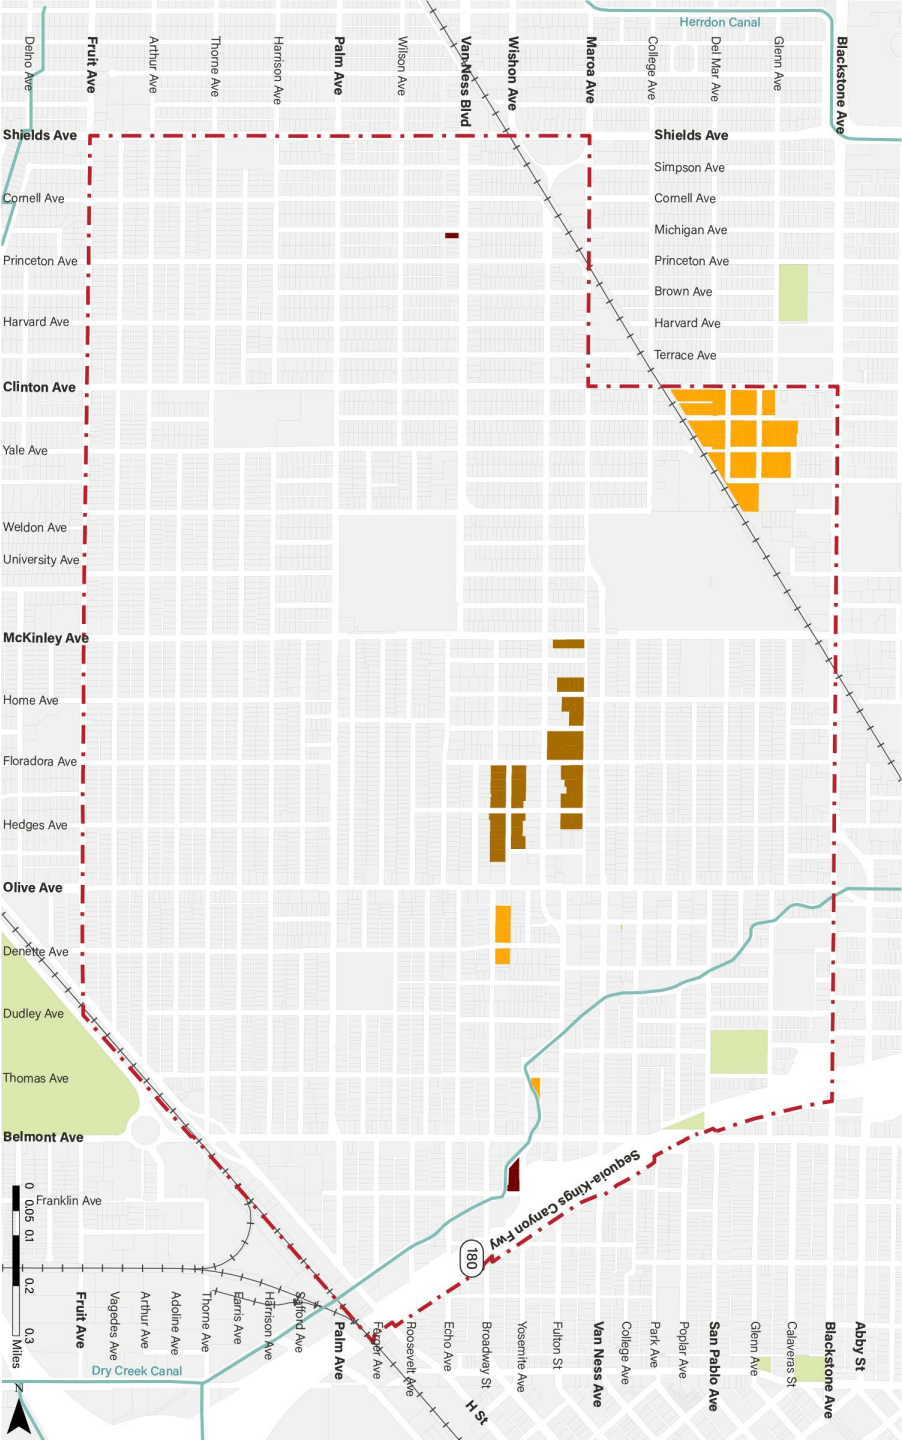 Herrdon Canal
Delno Ave
Fruit Ave
Arthur Ave
Thorne Ave
Harrison Ave
Palm Ave
Wilson Ave
Van Ness Blvd
Wishon Ave
Maroa Ave
College Ave
Del Mar Ave
Glenn Ave
Blackstone Ave
Shields Ave
Shields Ave
Simpson Ave
Cornell Ave
Cornell Ave
Michigan Ave
Princeton Ave
Princeton Ave
Brown Ave
Harvard Ave
Harvard Ave
Terrace Ave
Clinton Ave
Yale Ave
Weldon Ave
University Ave
McKinley Ave
Home Ave
Floradora Ave
Hedges Ave
Olive Ave
Denette Ave
Dudley Ave
Thomas Ave
Belmont Ave
Sequoia-Kings Canyon Fwy
180
Franklin Ave
0 0.05 0.1 0.2 0.3
Miles
N
Fruit Ave
Vagedes Ave
Arthur Ave
Adoline Ave
Thorne Ave
Farris Ave
Harrison Ave
Safford Ave
Palm Ave
Ferger Ave
Roosevelt Ave
Echo Ave
Broadway St
Yosemite Ave
Fulton St
Van Ness Ave
College Ave
Park Ave
Poplar Ave
San Pablo Ave
Glenn Ave
Calaveras St
Blackstone Ave
Abby St
Dry Creek Canal
H St